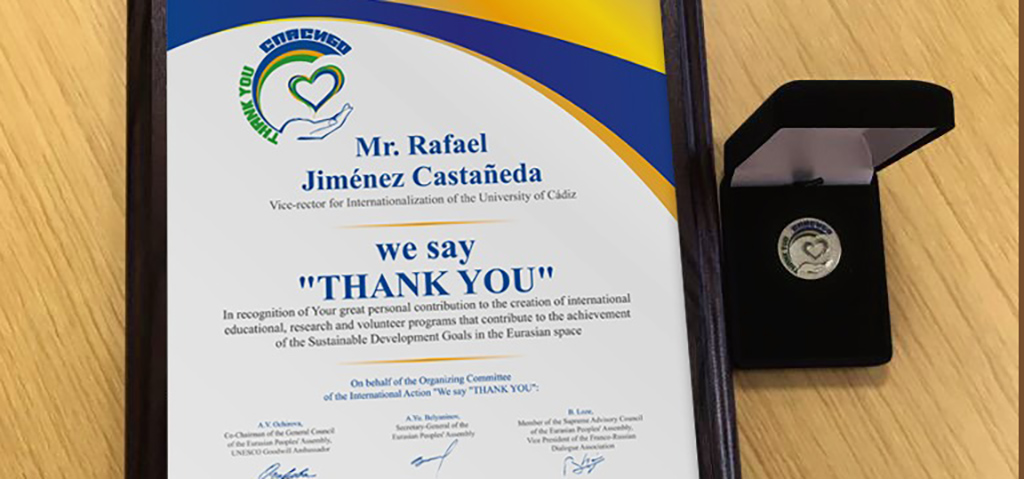 СПАСИБО
THANK YOU
Mr. Rafael
Jiménez Castañeda
Vice-rector for Internationalization of the University of Cádiz
we say
"THANK YOU"
In recognition of Your great personal contribution to the creation of international
educational, research and volunteer programs that contribute to the achievement
of the Sustainable Development Goals in the Eurasian space
On behalf of the Organizing Committee
of the International Action "We say "THANK YOU":
A.V. Ochirova,
Co-Chairman of the General Council
of the Eurasian Peoples' Assembly,
UNESCO Goodwill Ambassador
A.Yu. Belyaninov,
Secretary-General of the
Eurasian Peoples' Assembly
B. Loze,
Member of the Supreme Advisory Council
of the Eurasian Peoples' Assembly,
Vice President of the Franco-Russian
Dialogue Association
THANK YOU